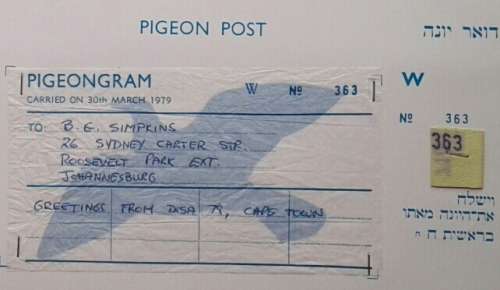 PIGEON POST
דואר יונה
PIGEONGRAM
CARRIED ON 30th MARCH 1979
W No 363
TO: B. E. SIMPKINS
26 SYDNEY CARTER STR.
ROOSEVELT PARK EXT.
JOHANNESBURG
GREETINGS FROM DISA 79, CAPE TOWN
W
No 363
363
וישלח
את־היונה מאתו
בראשית ח